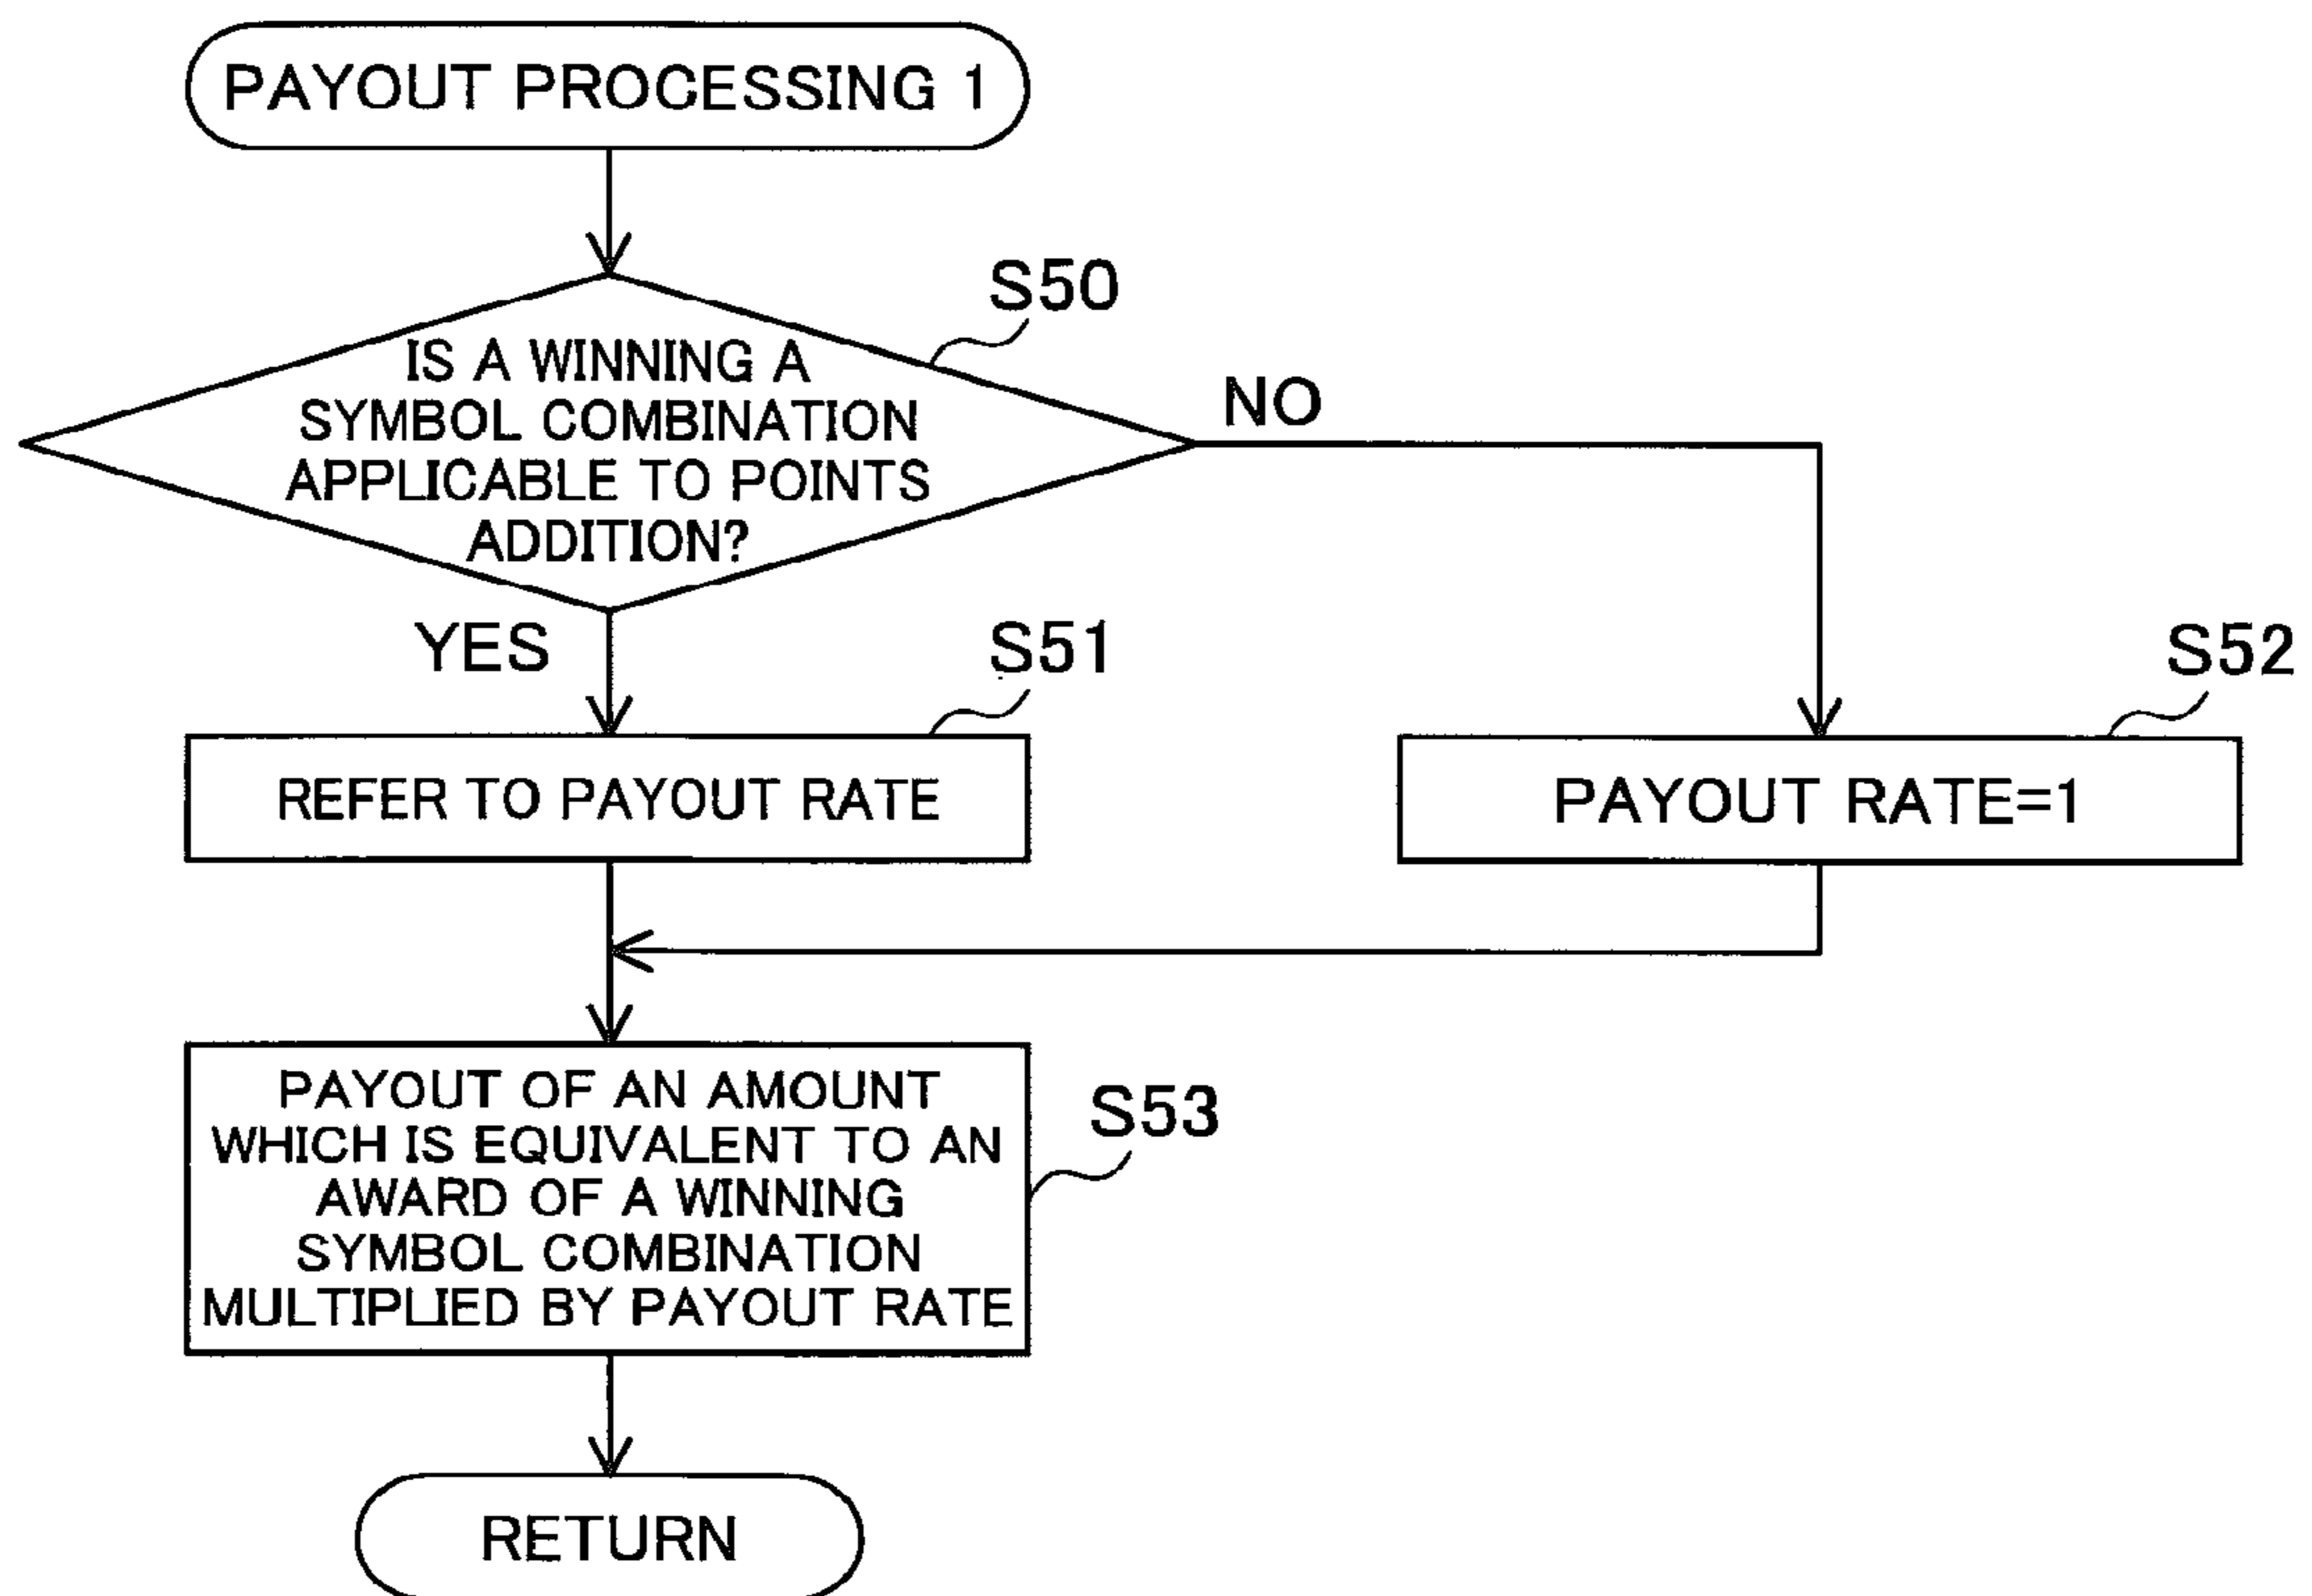 PAYOUT PROCESSING 1
S50
IS A WINNING A
SYMBOL COMBINATION
APPLICABLE TO POINTS
ADDITION?
NO
YES
S51
S52
REFER TO PAYOUT RATE
PAYOUT RATE=1
PAYOUT OF AN AMOUNT
WHICH IS EQUIVALENT TO AN
AWARD OF A WINNING
SYMBOL COMBINATION
MULTIPLIED BY PAYOUT RATE
S53
RETURN